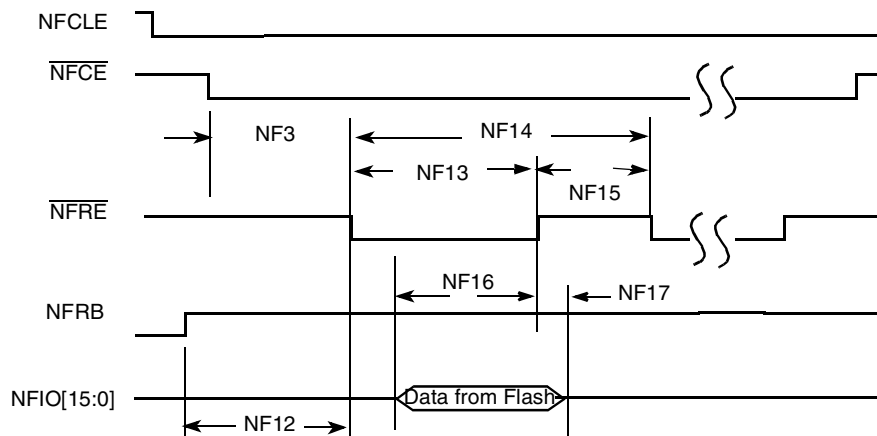 NFCLE
NFCE
NF3
NF14
NF13
NF15
NFRE
NF16
NF17
NFRB
Data from Flash
NFIO[15:0]
NF12